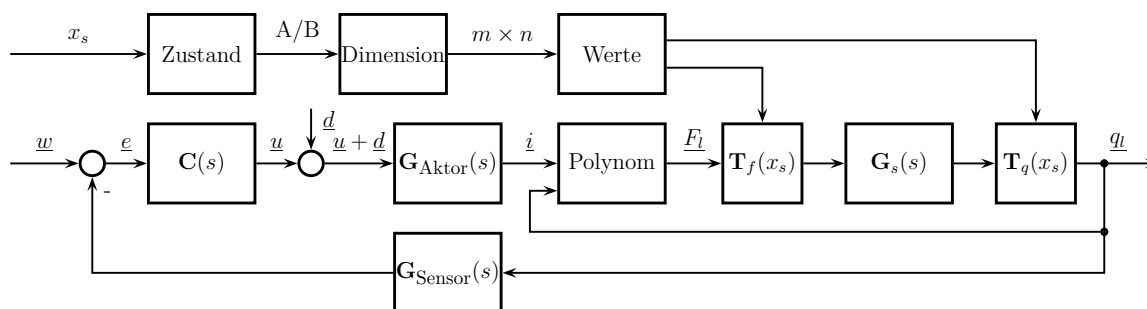 x_s Zustand A/B Dimension m × n Werte
w e C(s) u d u + d G_Aktor(s) i Polynom F_l T_f(x_s) G_s(s) T_q(x_s) q_l
-
G_Sensor(s)